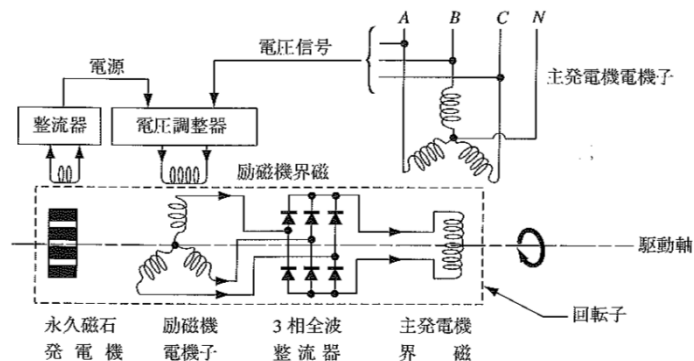 A B C N
電圧信号
電源
主発電機電機子
整流器
電圧調整器
励磁機界磁
駆動軸
回転子
永久磁石 励磁機 3相全波 主発電機
発電機 電機子 整流器 界磁